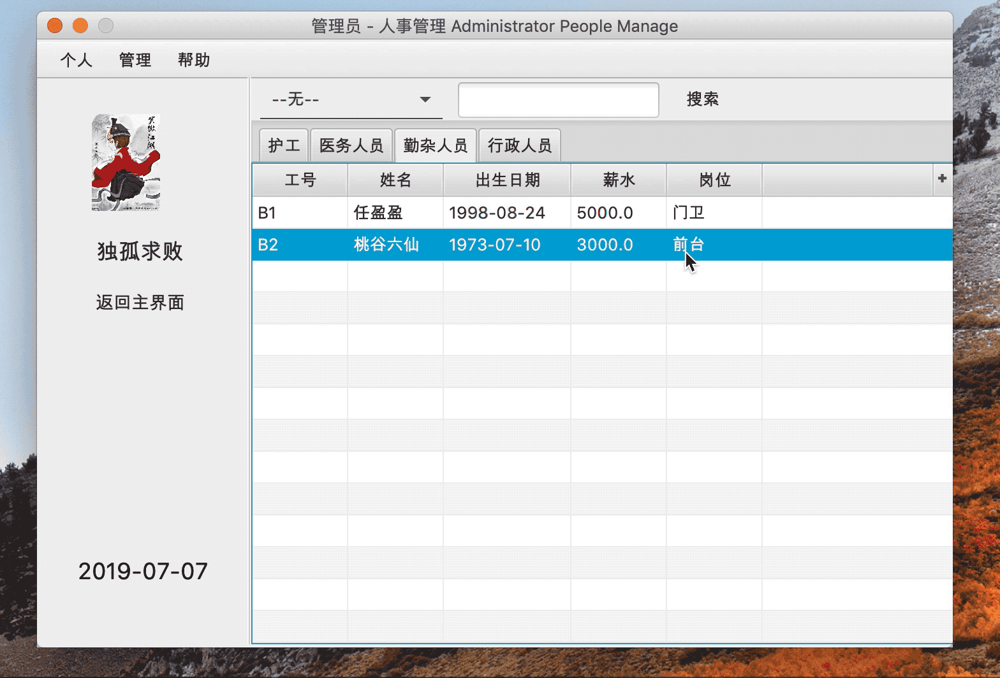 管理员 - 人事管理 Administrator People Manage
个人 管理 帮助
--无-- 搜索
护工 医务人员 勤杂人员 行政人员
工号 姓名 出生日期 薪水 岗位 +
B1 任盈盈 1998-08-24 5000.0 门卫
B2 桃谷六仙 1973-07-10 3000.0 前台
笑傲江湖
独孤求败
返回主界面
2019-07-07